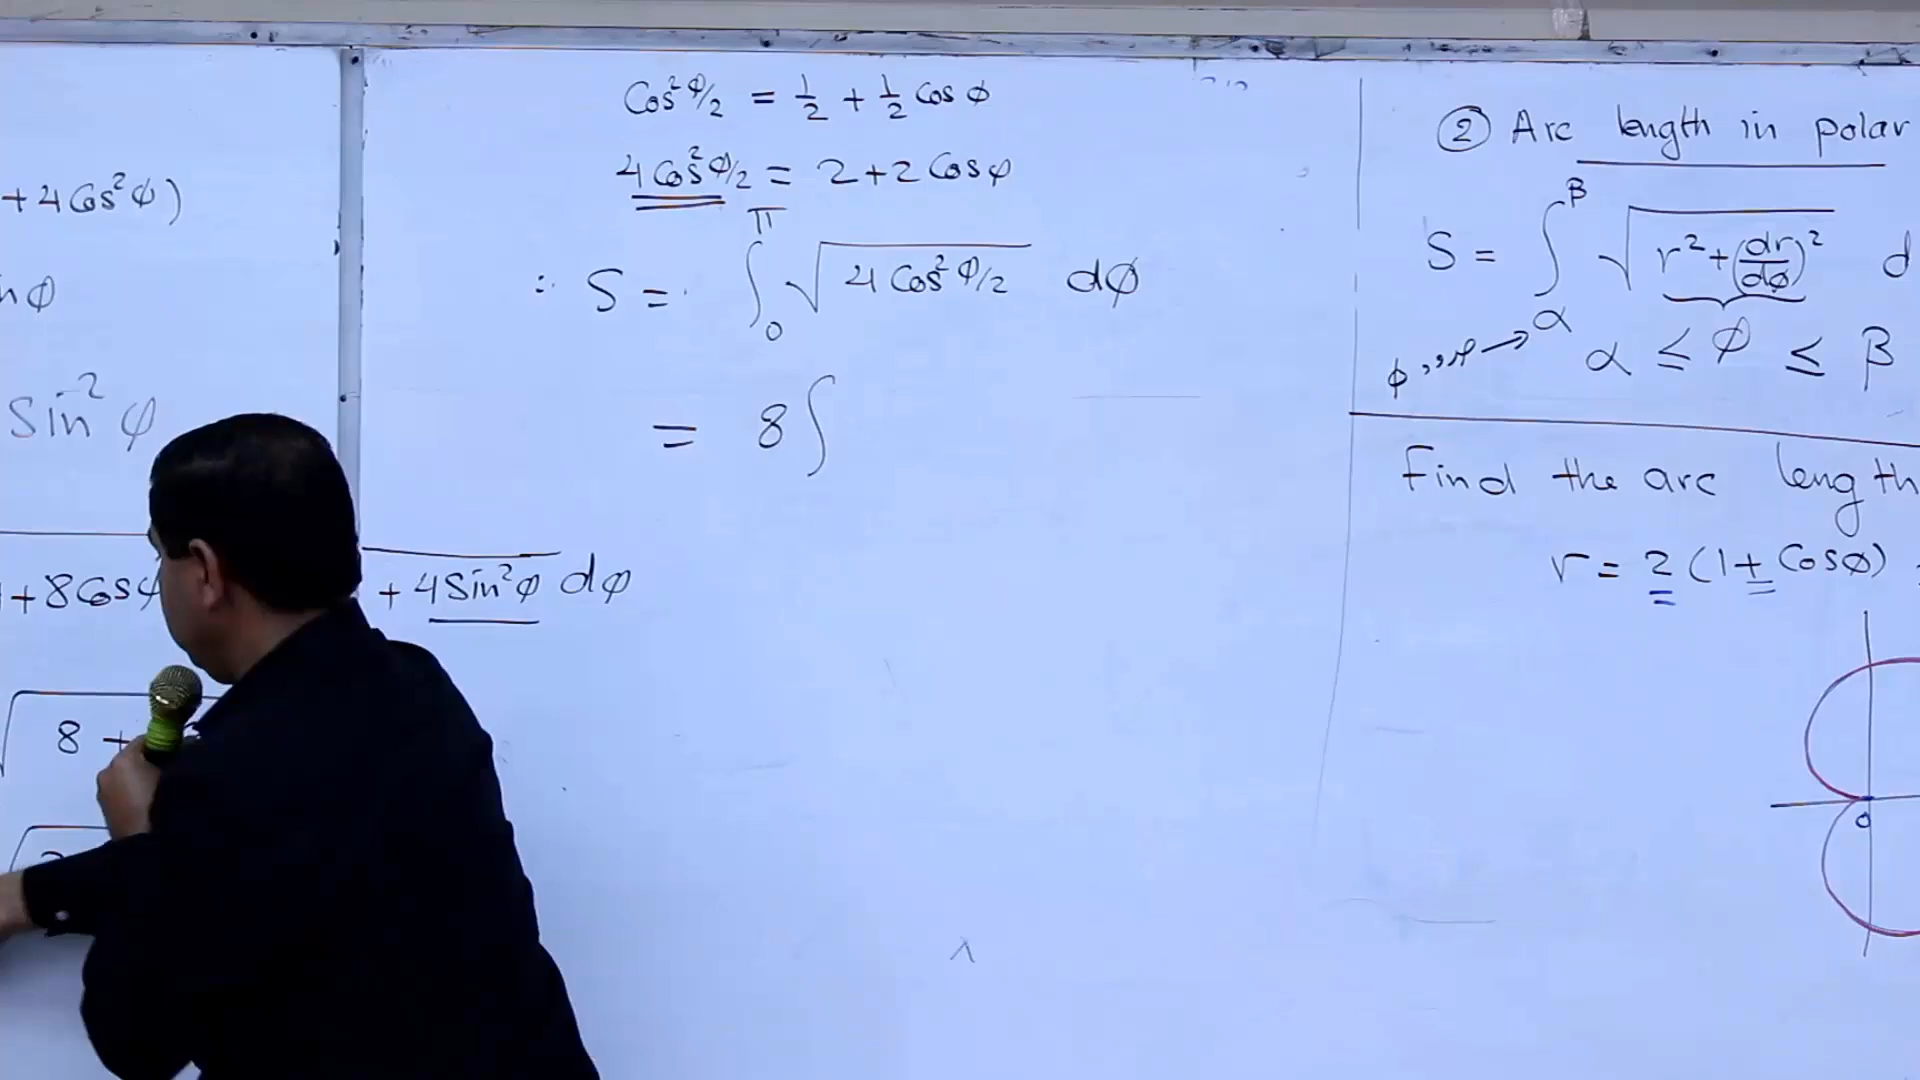 + 4 Cos² φ)
n φ
Sin² φ
+ 8 Cos φ + 4 Sin² φ dφ
8 +
Cos² φ/2 = 1/2 + 1/2 Cos φ
4 Cos² φ/2 = 2 + 2 Cos φ
∴ S = ∫₀^π √(4 Cos² φ/2) dφ
= 8 ∫
② Arc length in polar
S = ∫_α^β √(r² + (dr/dφ)²) d
α ≤ φ ≤ β
Find the arc length
r = 2 (1 + Cos φ)
0